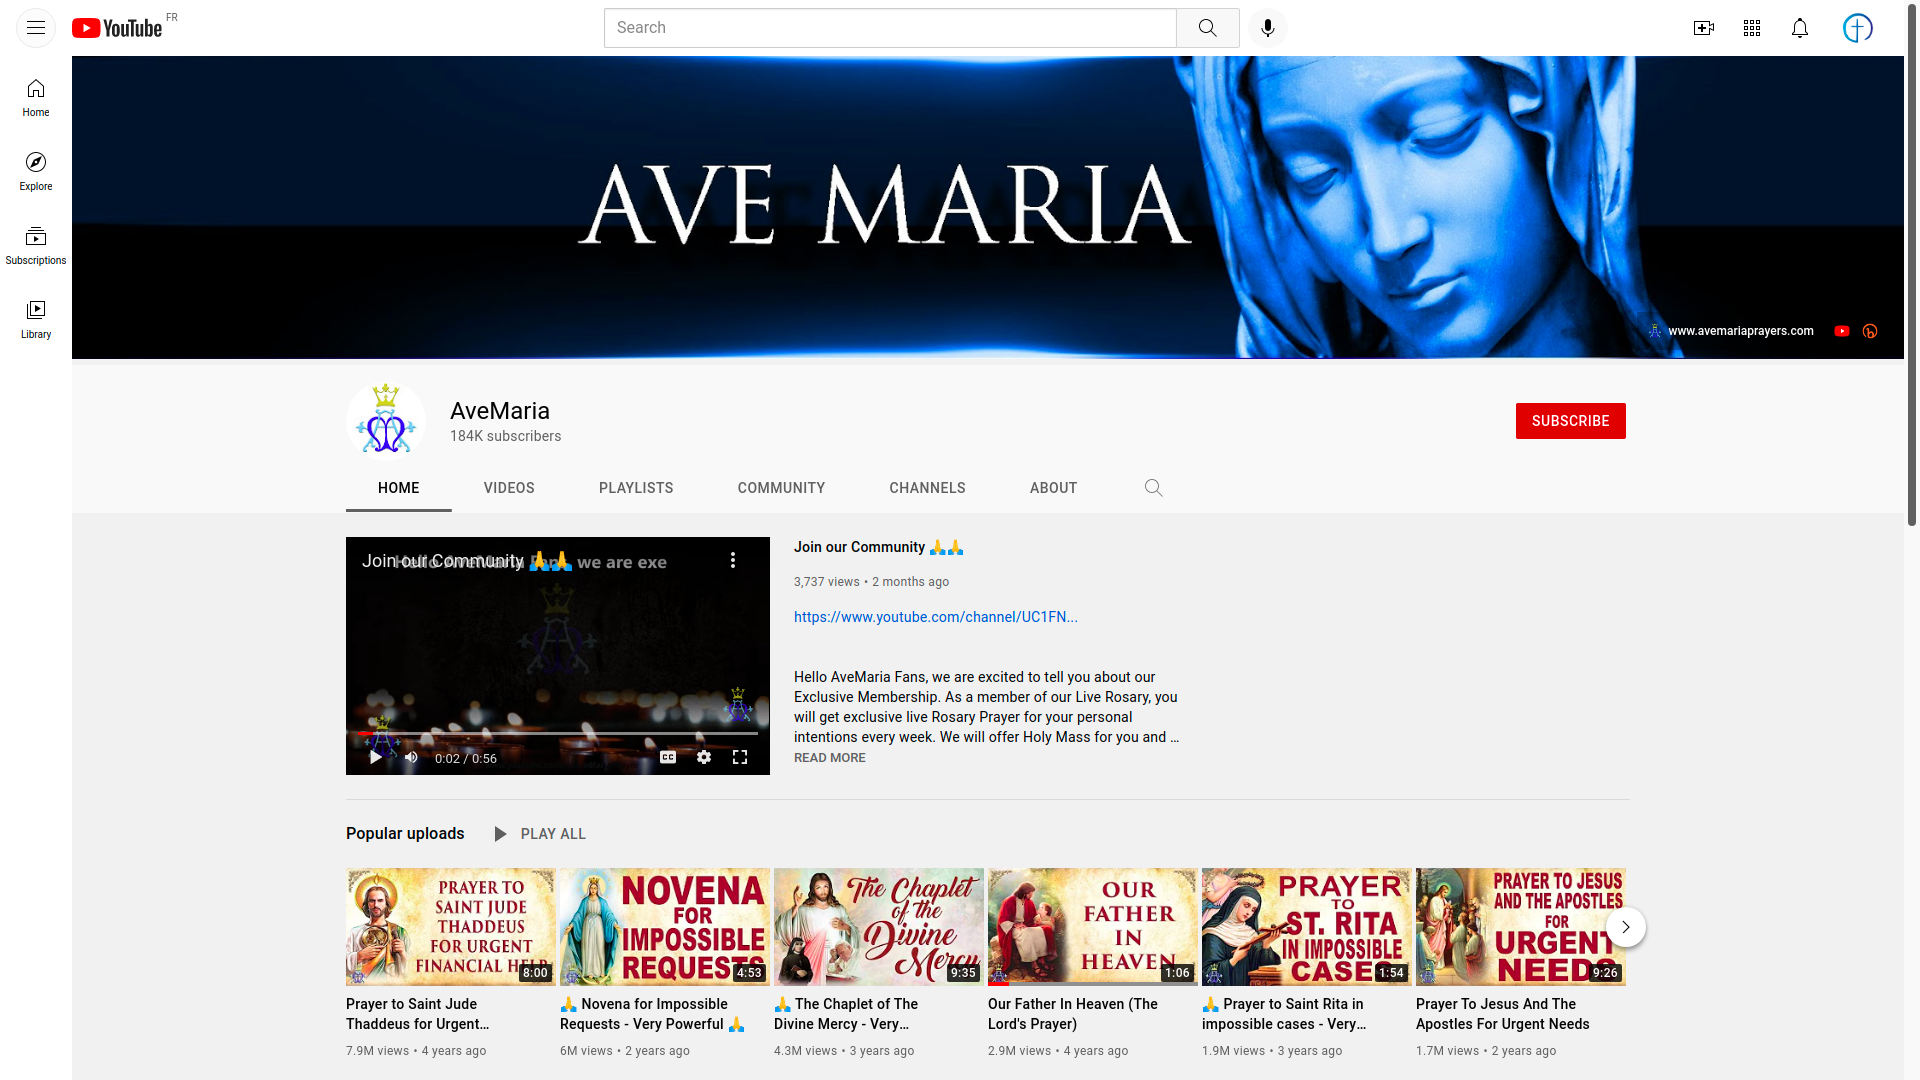 YouTube FR
Search
Home
Explore
Subscriptions
Library
AVE MARIA
www.avemariaprayers.com
AveMaria
184K subscribers
SUBSCRIBE
HOME VIDEOS PLAYLISTS COMMUNITY CHANNELS ABOUT
Join our Community 🙏🙏
we are exe
0:02 / 0:56
CC
Join our Community 🙏🙏
3,737 views • 2 months ago
https://www.youtube.com/channel/UC1FN...
Hello AveMaria Fans, we are excited to tell you about our
Exclusive Membership. As a member of our Live Rosary, you
will get exclusive live Rosary Prayer for your personal
intentions every week. We will offer Holy Mass for you and ...
READ MORE
Popular uploads PLAY ALL
PRAYER TO
SAINT JUDE
THADDEUS
FOR URGENT
FINANCIAL HELP
8:00
Prayer to Saint Jude
Thaddeus for Urgent...
7.9M views • 4 years ago
NOVENA
FOR
IMPOSSIBLE
REQUESTS
4:53
🙏 Novena for Impossible
Requests - Very Powerful 🙏
6M views • 2 years ago
The Chaplet
of the
Divine
Mercy
9:35
🙏 The Chaplet of The
Divine Mercy - Very...
4.3M views • 3 years ago
OUR
FATHER
IN
HEAVEN
1:06
Our Father In Heaven (The
Lord's Prayer)
2.9M views • 4 years ago
PRAYER
TO
ST. RITA
IN IMPOSSIBLE
CASES
1:54
🙏 Prayer to Saint Rita in
impossible cases - Very...
1.9M views • 3 years ago
PRAYER TO JESUS
AND THE APOSTLES
FOR
URGENT
NEEDS
9:26
Prayer To Jesus And The
Apostles For Urgent Needs
1.7M views • 2 years ago